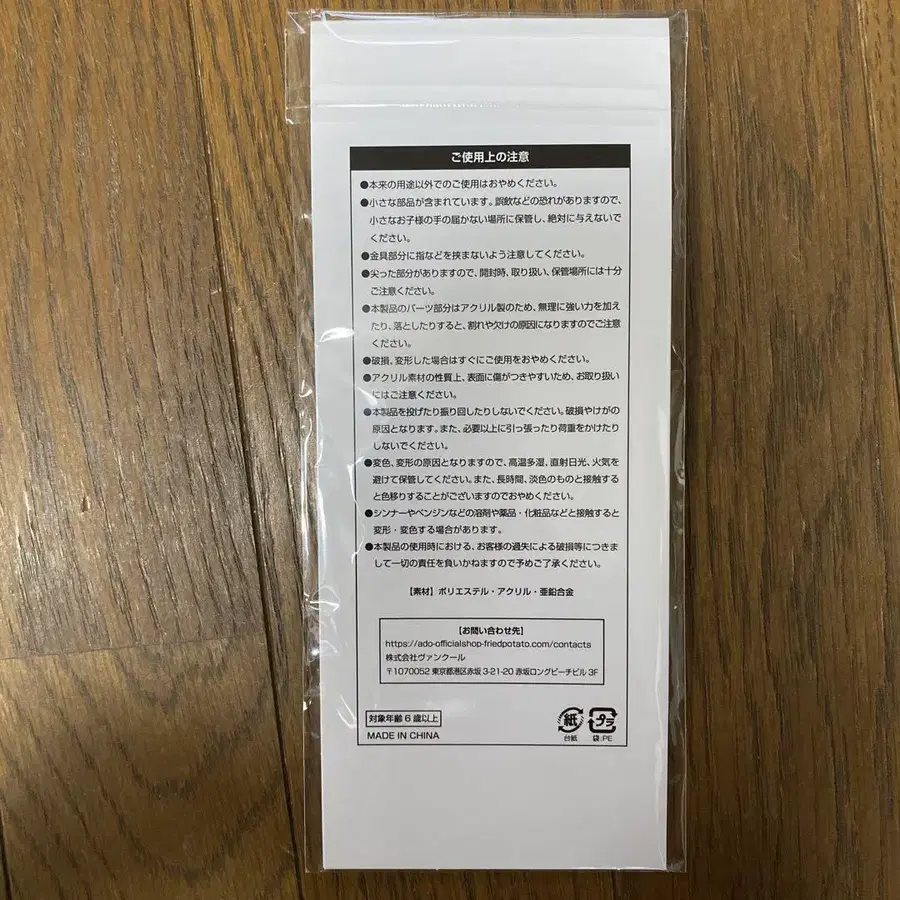 ご使用上の注意
●本来の用途以外でのご使用はおやめください。
●小さな部品が含まれています。誤飲などの恐れがありますので、
小さなお子様の手の届かない場所に保管し、絶対に与えないで
ください。
●金具部分に指などを挟まないよう注意してください。
●尖った部分がありますので、開封時、取り扱い、保管場所には十分
ご注意ください。
●本製品のパーツ部分はアクリル製のため、無理に強い力を加え
たり、落としたりすると、割れや欠けの原因になりますのでご注意
ください。
●破損、変形した場合はすぐにご使用をおやめください。
●アクリル素材の性質上、表面に傷がつきやすいため、お取り扱い
にはご注意ください。
●本製品を投げたり振り回したりしないでください。破損やけがの
原因となります。また、必要以上に引っ張ったり荷重をかけたり
しないでください。
●変色、変形の原因となりますので、高温多湿、直射日光、火気を
避けて保管してください。また、長時間、淡色のものと接触する
と色移りすることがございますのでおやめください。
●シンナーやベンジンなどの溶剤や薬品・化粧品などと接触すると
変形・変色する場合があります。
●本製品の使用時における、お客様の過失による破損等につきま
して一切の責任を負いかねますので予めご了承ください。
【素材】ポリエステル・アクリル・亜鉛合金
【お問い合わせ先】
https://ado-officialshop-friedpotato.com/contacts
株式会社ヴァンクール
〒1070052 東京都港区赤坂 3-21-20 赤坂ロングビーチビル 3F
対象年齢 6 歳以上
MADE IN CHINA
紙
台紙
プラ
袋:PE